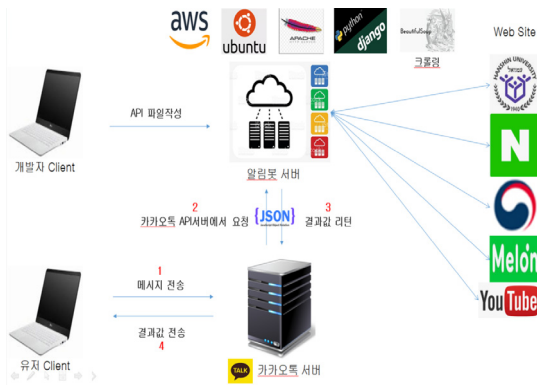 aws
ubuntu
APACHE
python
django
BeautifulSoup
크롤링
Web Site
HANSHIN UNIVERSITY
1940
API 파일작성
개발자 Client
알림봇 서버
N
2
카카오톡 API서버에서 요청
{JSON}
3
결과값 리턴
Melon
YouTube
1
메시지 전송
결과값 전송
4
유저 Client
TALK
카카오톡 서버